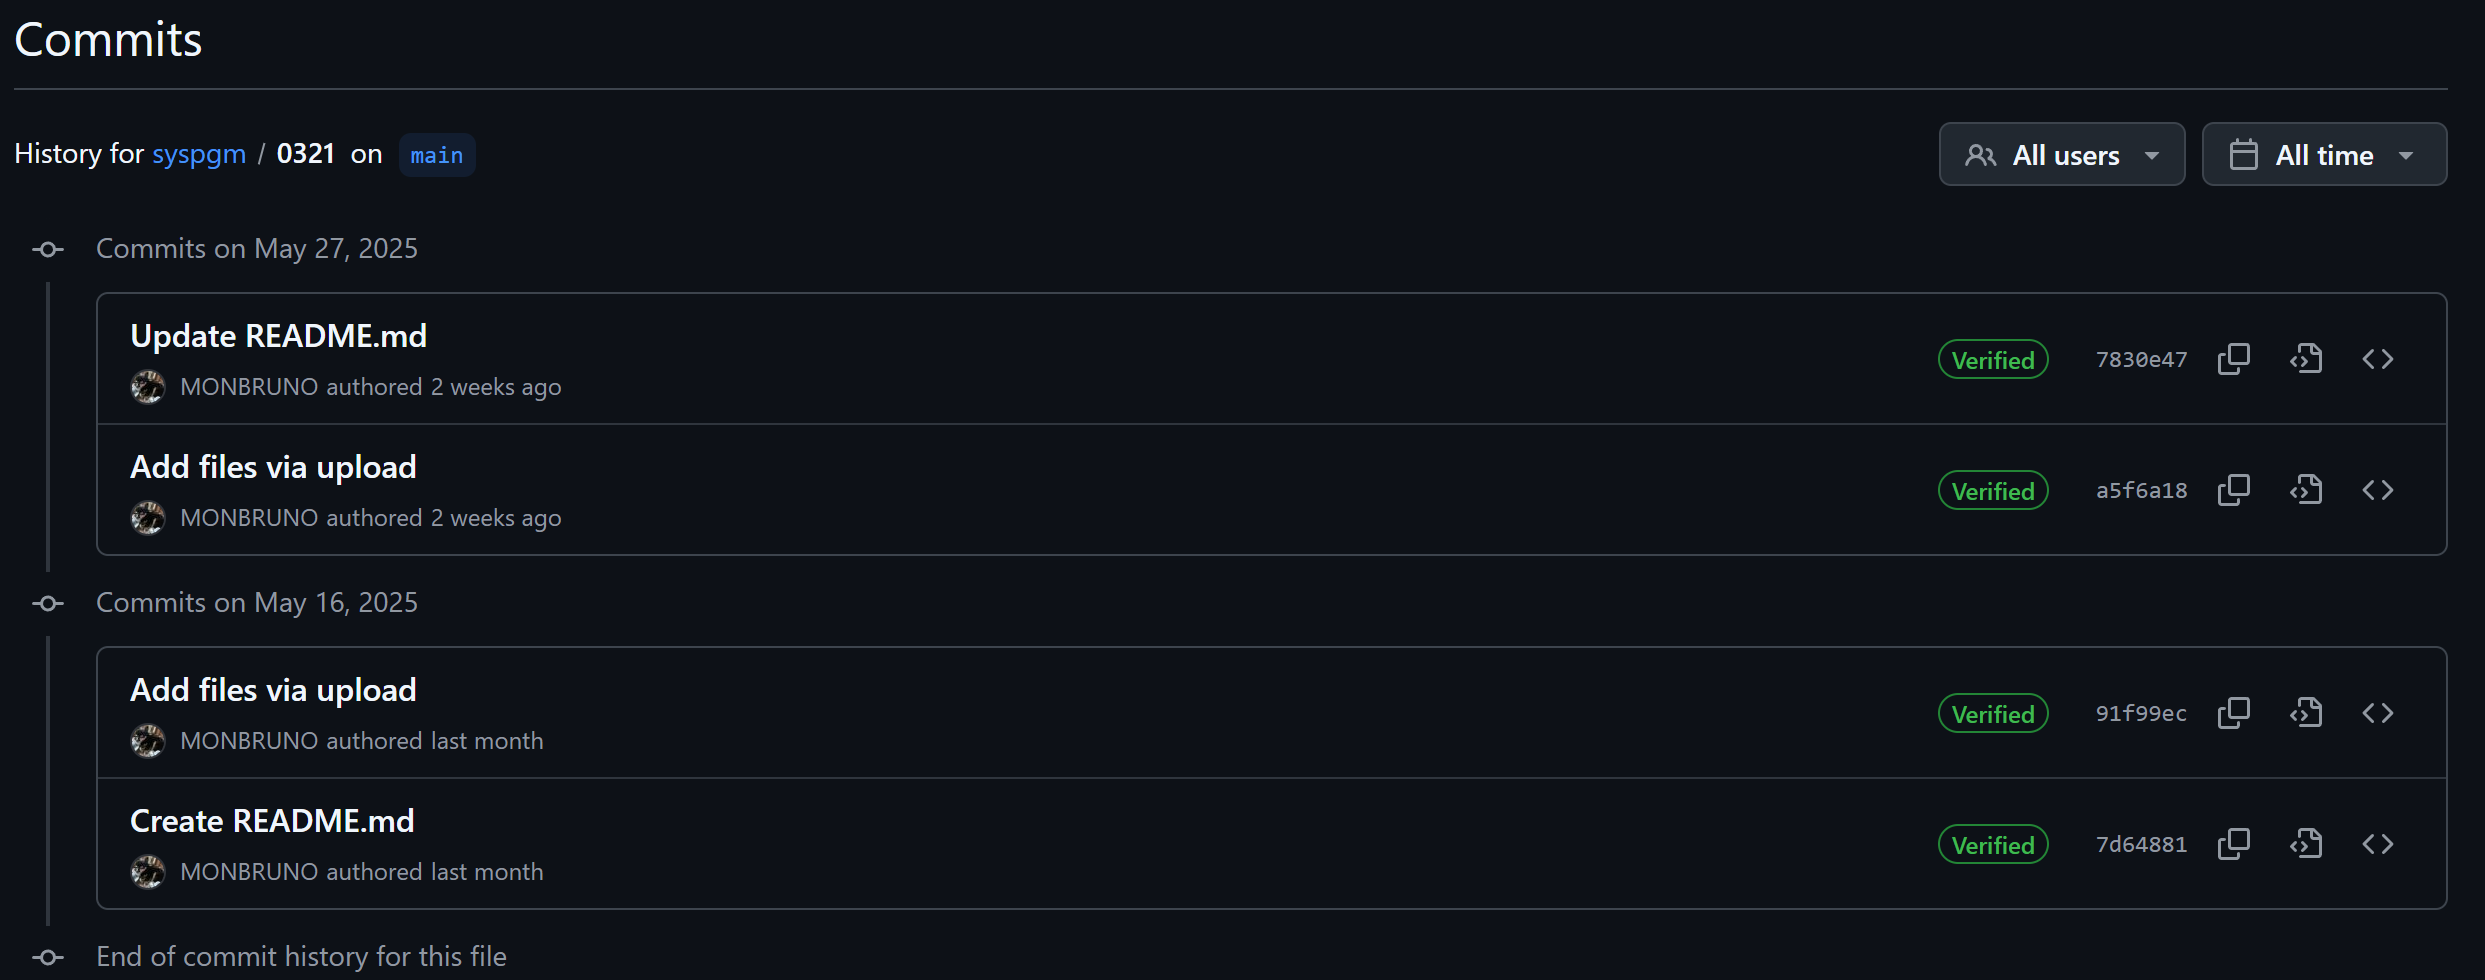 Commits
History for syspgm / 0321 on main
All users
All time
Commits on May 27, 2025
Update README.md
MONBRUNO authored 2 weeks ago
Verified
7830e47
Add files via upload
MONBRUNO authored 2 weeks ago
Verified
a5f6a18
Commits on May 16, 2025
Add files via upload
MONBRUNO authored last month
Verified
91f99ec
Create README.md
MONBRUNO authored last month
Verified
7d64881
End of commit history for this file